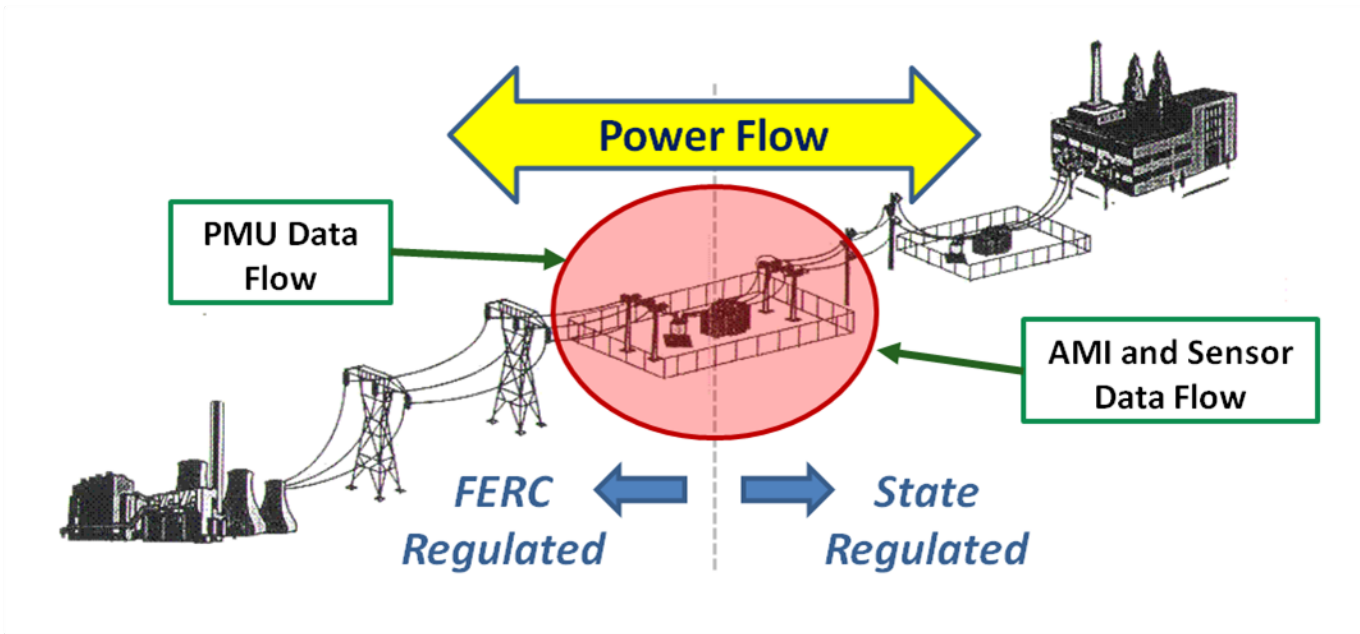 Power Flow
PMU Data
Flow
AMI and Sensor
Data Flow
FERC
Regulated
State
Regulated